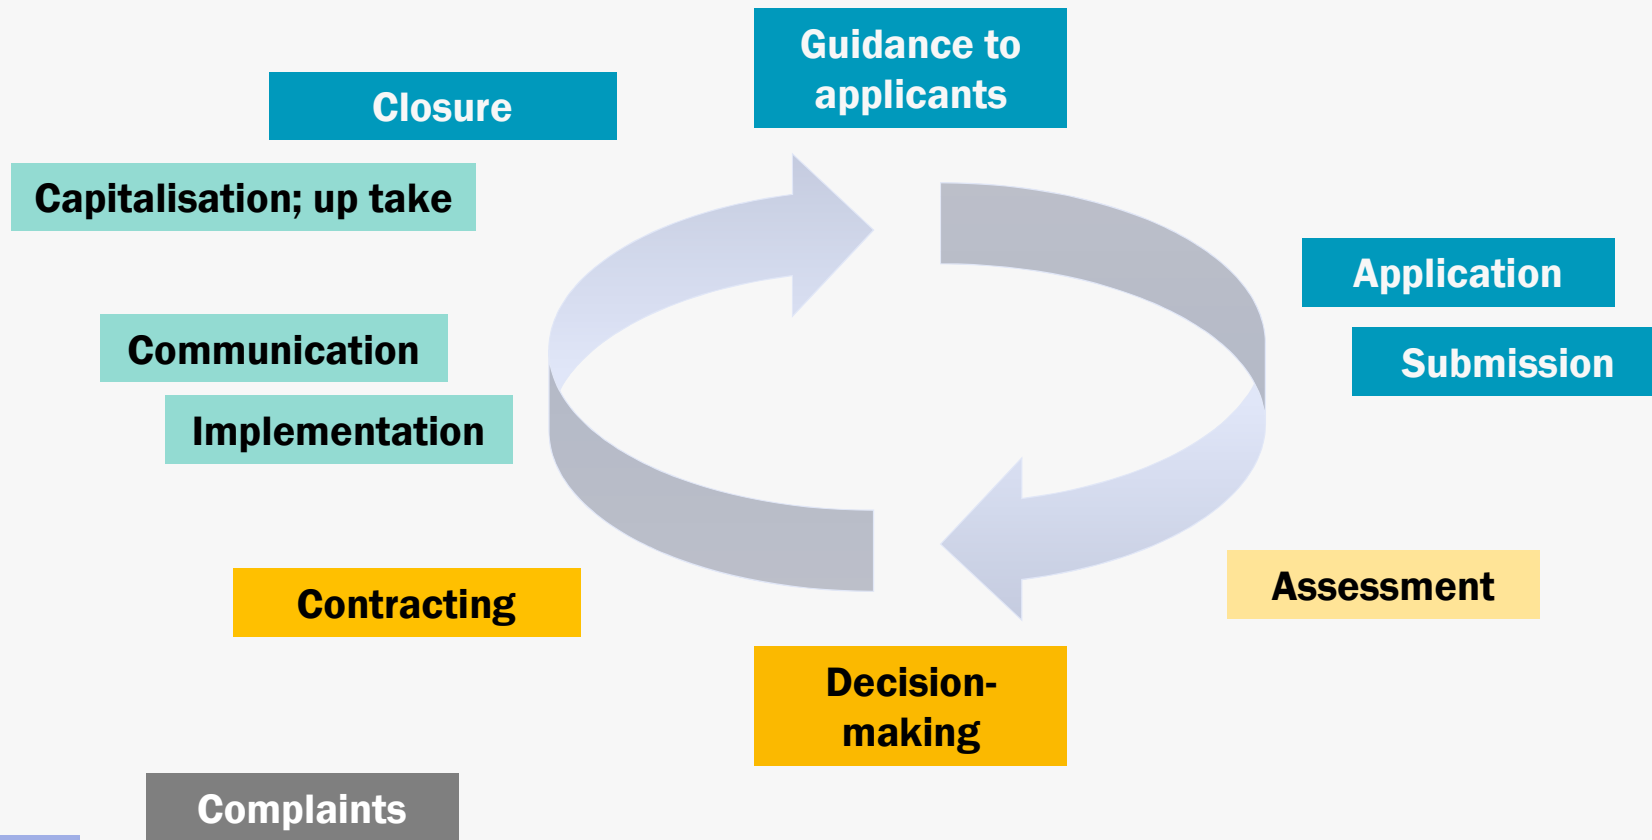 Guidance to
applicants
Closure
Capitalisation; up take
Application
Communication
Submission
Implementation
Contracting
Assessment
Decision-
making
Complaints